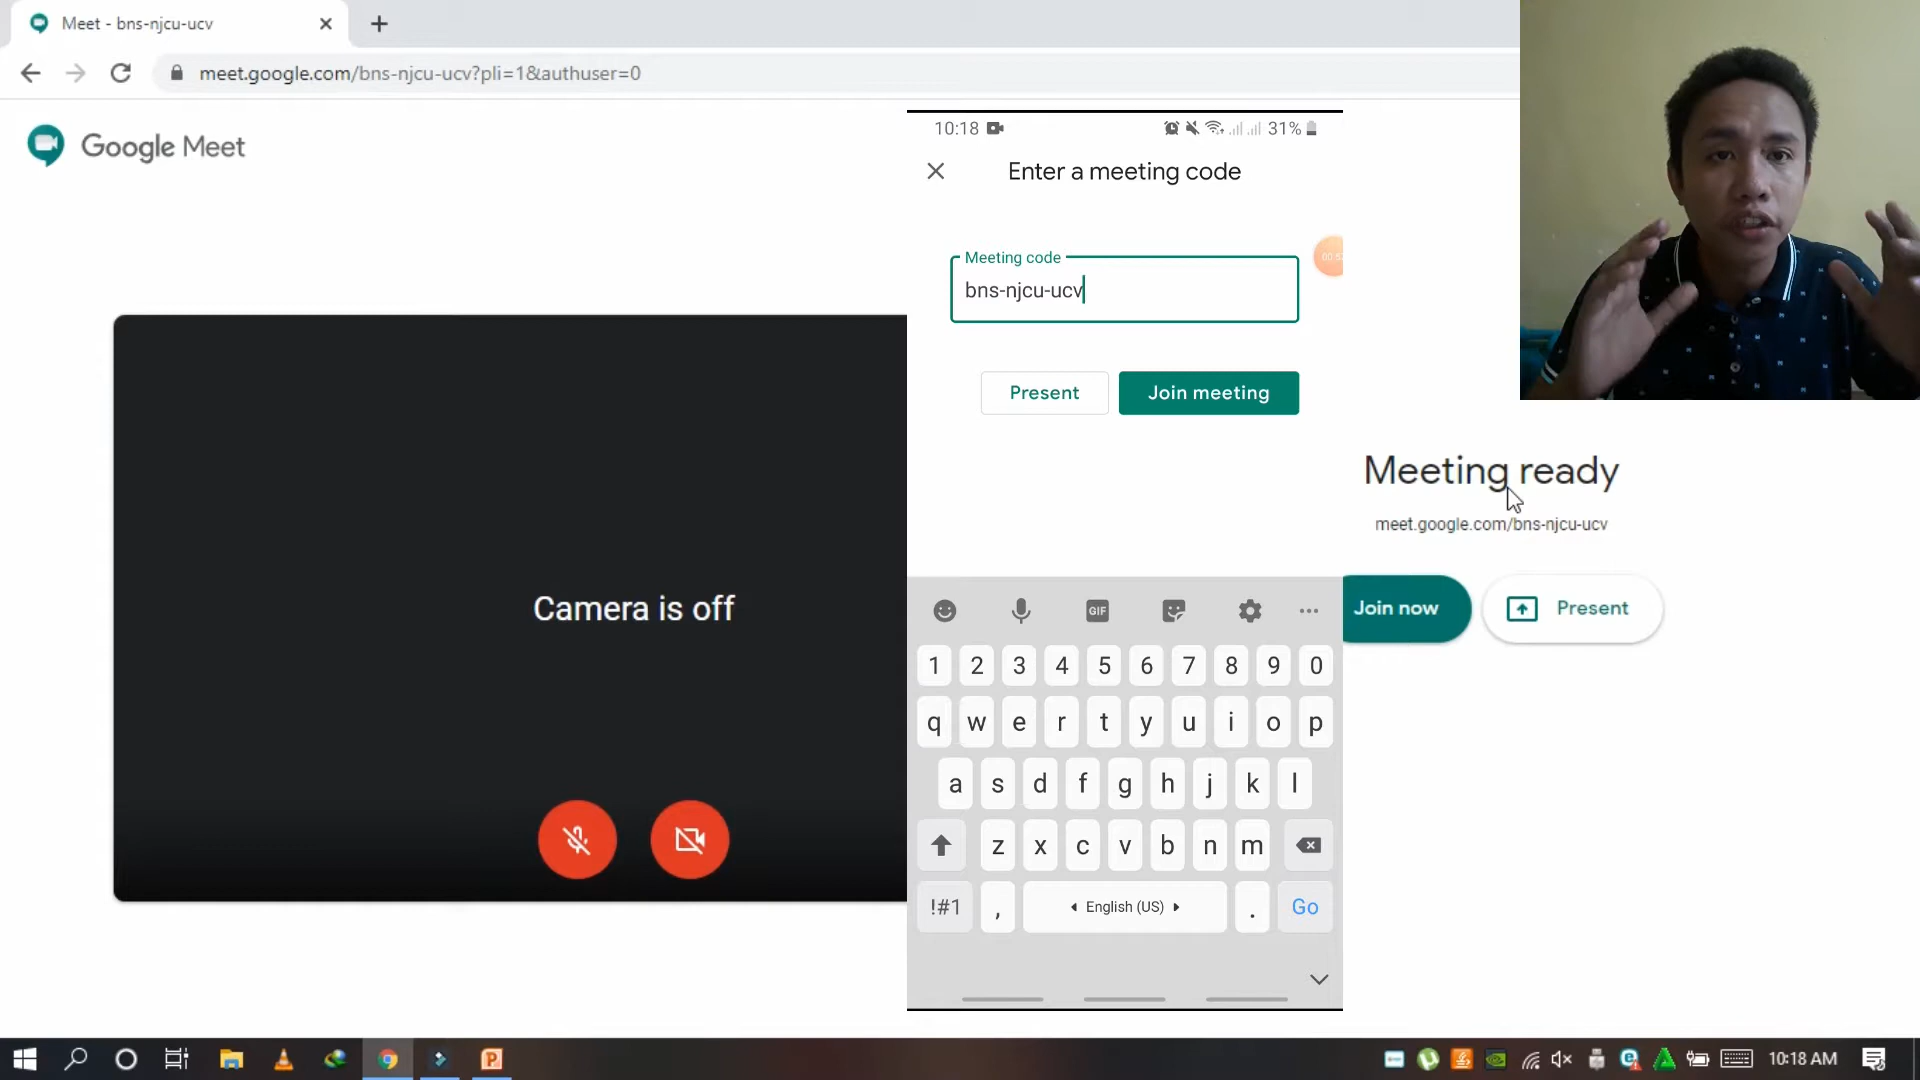 Meet - bns-njcu-ucv
meet.google.com/bns-njcu-ucv?pli=1&authuser=0
Google Meet
Camera is off
10:18
31%
Enter a meeting code
Meeting code
bns-njcu-ucv
Present
Join meeting
GIF
1 2 3 4 5 6 7 8 9 0
q w e r t y u i o p
a s d f g h j k l
z x c v b n m
!#1 , English (US) . Go
Meeting ready
meet.google.com/bns-njcu-ucv
Join now
Present
10:18 AM